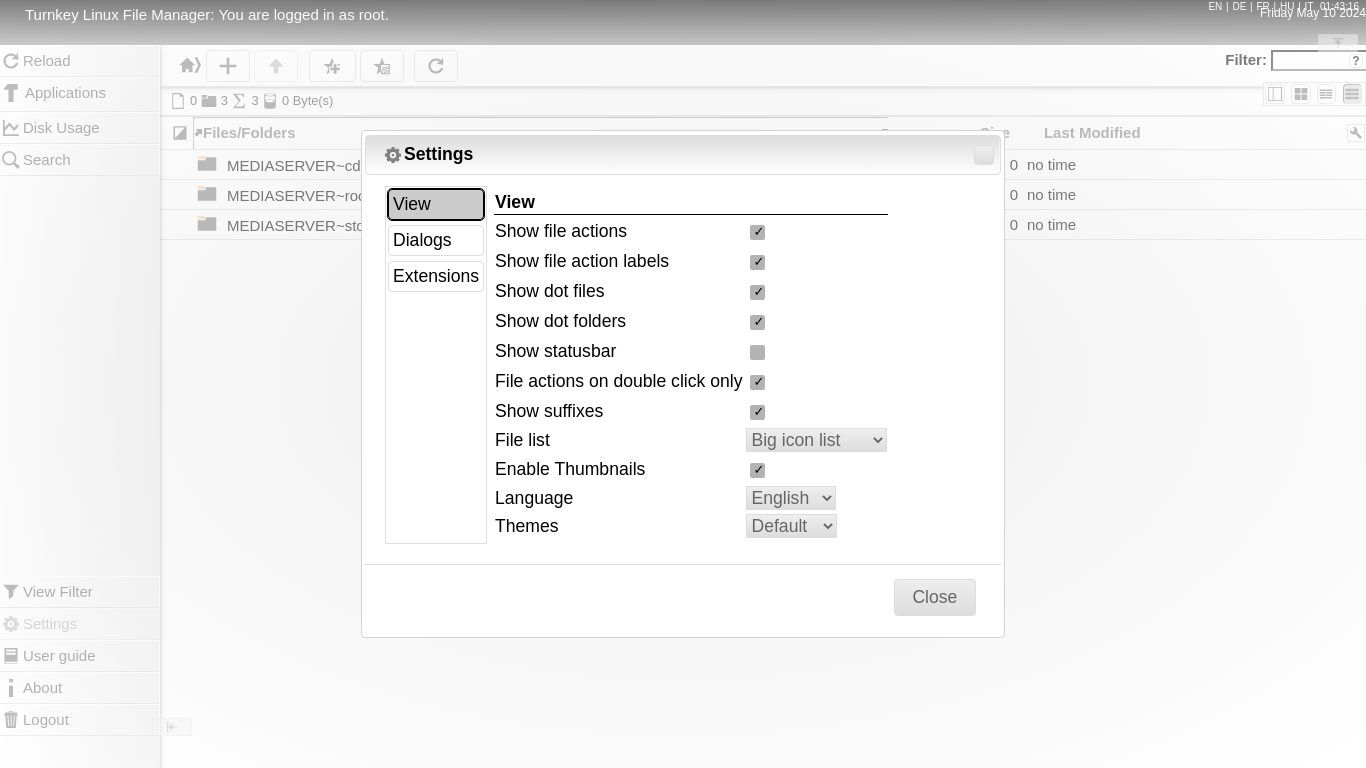 Turnkey Linux File Manager: You are logged in as root.
EN | DE | FR | HU | IT 01:43:16
Friday May 10 2024
Reload
Applications
Disk Usage
Search
Filter:
?
0 3 3 0 Byte(s)
Files/Folders Size Last Modified
MEDIASERVER~cd 0 no time
MEDIASERVER~roo 0 no time
MEDIASERVER~sto 0 no time
Settings
View
Dialogs
Extensions
View
Show file actions
Show file action labels
Show dot files
Show dot folders
Show statusbar
File actions on double click only
Show suffixes
File list Big icon list
Enable Thumbnails
Language English
Themes Default
Close
View Filter
Settings
User guide
About
Logout